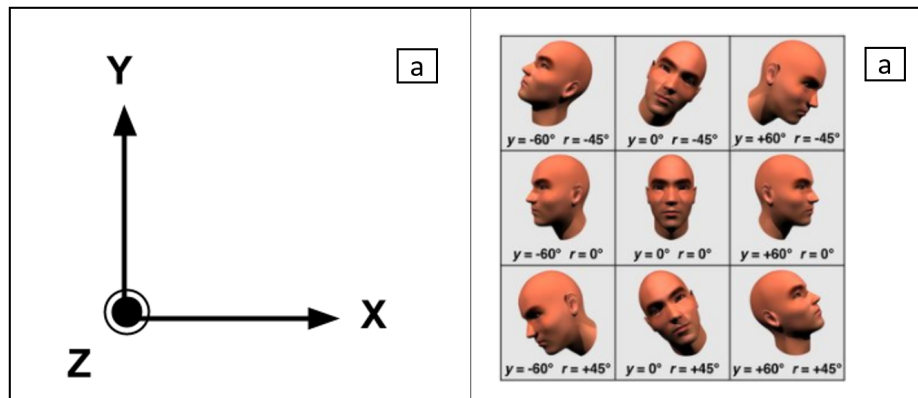 Y
a
X
Z
a
y = -60° r = -45° y = 0° r = -45° y = +60° r = -45°
y = -60° r = 0° y = 0° r = 0° y = +60° r = 0°
y = -60° r = +45° y = 0° r = +45° y = +60° r = +45°